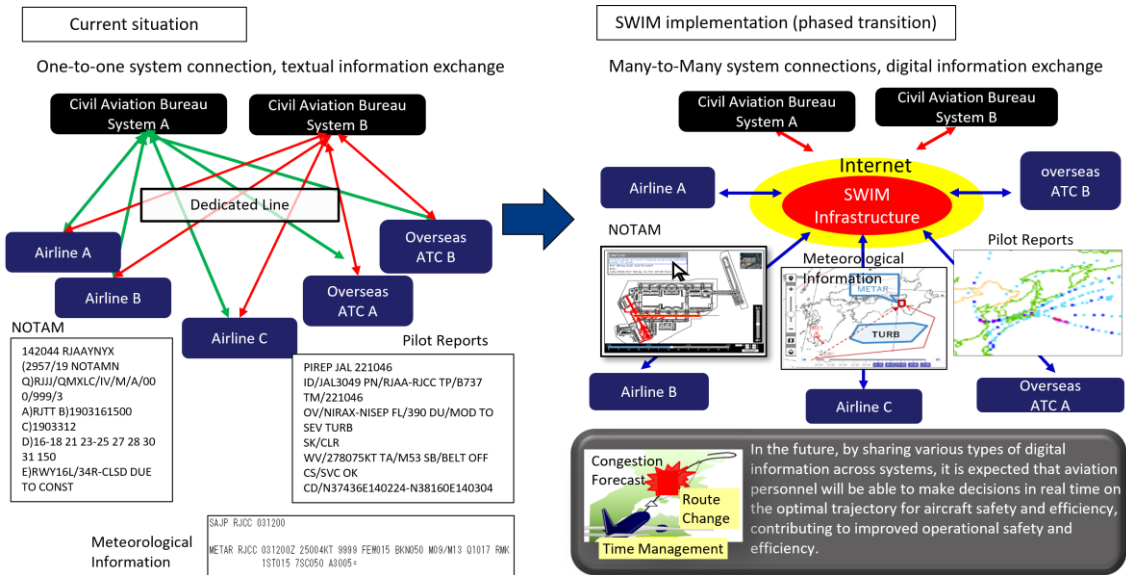 Current situation
One-to-one system connection, textual information exchange
Civil Aviation Bureau
System A
Civil Aviation Bureau
System B
Dedicated Line
Airline A
Airline B
Airline C
Overseas
ATC A
Overseas
ATC B
NOTAM
142044 RJAAYNYX
(2957/19 NOTAMN
Q)RJJJ/QMXLC/IV/M/A/00
0/999/3
A)RJTT B)1903161500
C)1903312
D)16-18 21 23-25 27 28 30
31 150
E)RWY16L/34R-CLSD DUE
TO CONST
Pilot Reports
PIREP JAL 221046
ID/JAL3049 PN/RJAA-RJCC TP/B737
TM/221046
OV/NIRAX-NISEP FL/390 DU/MOD TO
SEV TURB
SK/CLR
WV/278075KT TA/M53 SB/BELT OFF
CS/SVC OK
CD/N37436E140224-N38160E140304
Meteorological
Information
SAJP RJCC 031200
METAR RJCC 031200Z 25004KT 9999 FEW015 BKN050 M09/M13 Q1017 RMK
1ST015 7SC050 A3005=
SWIM implementation (phased transition)
Many-to-Many system connections, digital information exchange
Civil Aviation Bureau
System A
Civil Aviation Bureau
System B
Internet
SWIM
Infrastructure
Airline A
overseas
ATC B
NOTAM
Meteorological
Information
METAR
TURB
Pilot Reports
Airline B
Airline C
Overseas
ATC A
Congestion
Forecast
Route
Change
Time Management
In the future, by sharing various types of digital
information across systems, it is expected that aviation
personnel will be able to make decisions in real time on
the optimal trajectory for aircraft safety and efficiency,
contributing to improved operational safety and
efficiency.